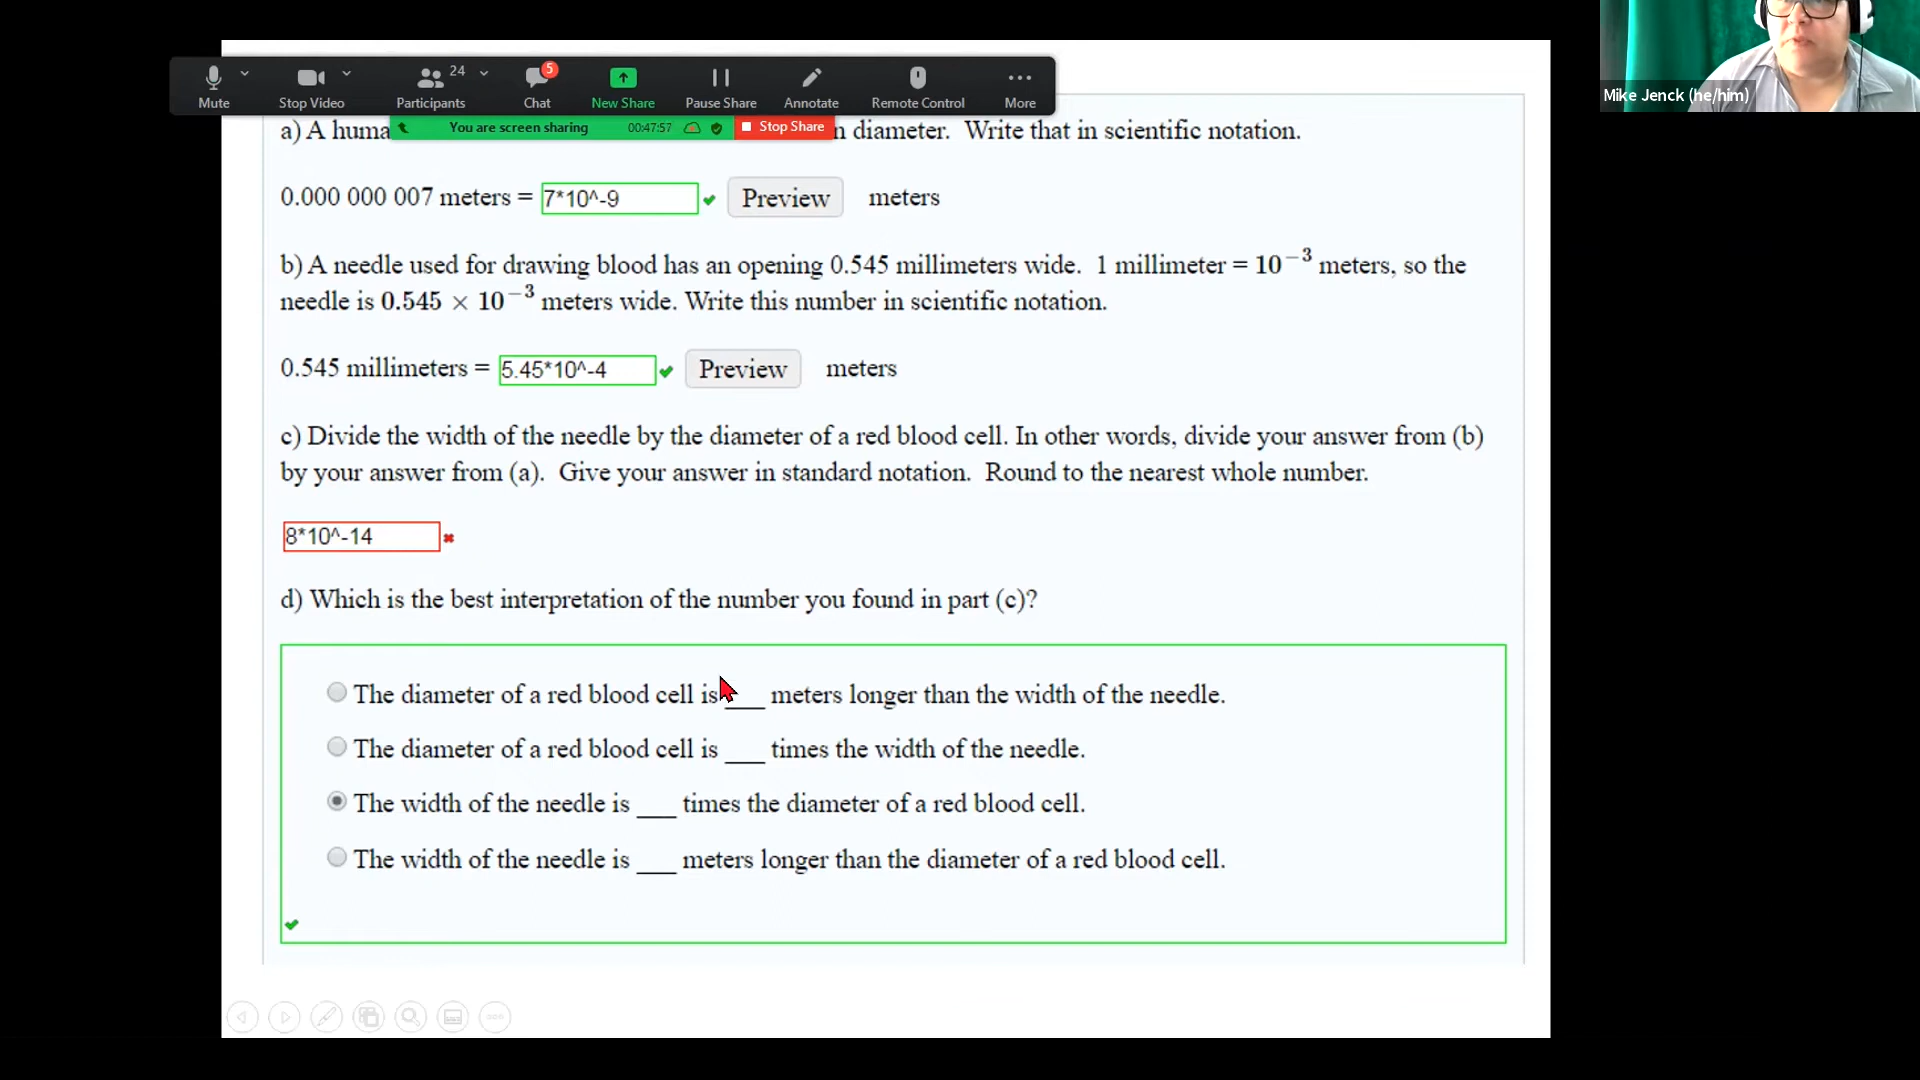 Mike Jenck (he/him)
24
5
Mute
Stop Video
Participants
Chat
New Share
Pause Share
Annotate
Remote Control
More
You are screen sharing
00:47:57
Stop Share
a) A huma n diameter. Write that in scientific notation.
0.000 000 007 meters = 7*10^-9 Preview meters
b) A needle used for drawing blood has an opening 0.545 millimeters wide. 1 millimeter = 10⁻³ meters, so the
needle is 0.545 × 10⁻³ meters wide. Write this number in scientific notation.
0.545 millimeters = 5.45*10^-4 Preview meters
c) Divide the width of the needle by the diameter of a red blood cell. In other words, divide your answer from (b)
by your answer from (a). Give your answer in standard notation. Round to the nearest whole number.
8*10^-14
d) Which is the best interpretation of the number you found in part (c)?
The diameter of a red blood cell is ___ meters longer than the width of the needle.
The diameter of a red blood cell is ___ times the width of the needle.
The width of the needle is ___ times the diameter of a red blood cell.
The width of the needle is ___ meters longer than the diameter of a red blood cell.